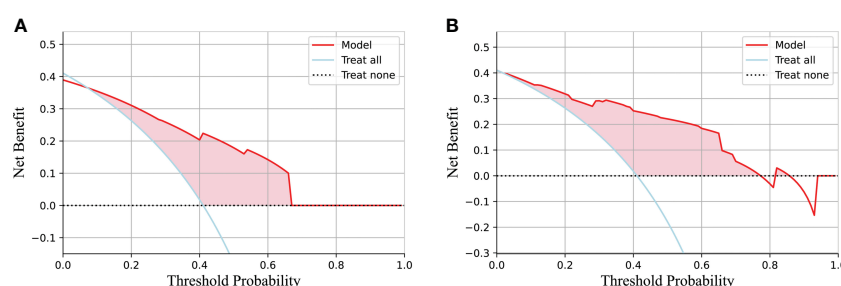 A
0.5
0.4
0.3
0.2
0.1
0.0
−0.1
Net Benefit
0.0 0.2 0.4 0.6 0.8 1.0
Threshold Probability
Model
Treat all
Treat none
B
0.5
0.4
0.3
0.2
0.1
0.0
−0.1
−0.2
−0.3
Net Benefit
0.0 0.2 0.4 0.6 0.8 1.0
Threshold Probability
Model
Treat all
Treat none